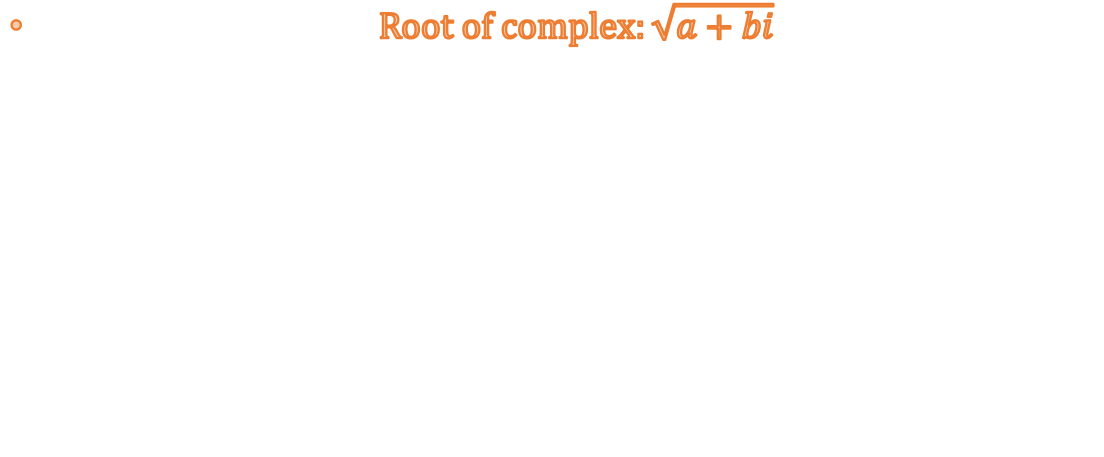 • Root of complex: √(a + bi)